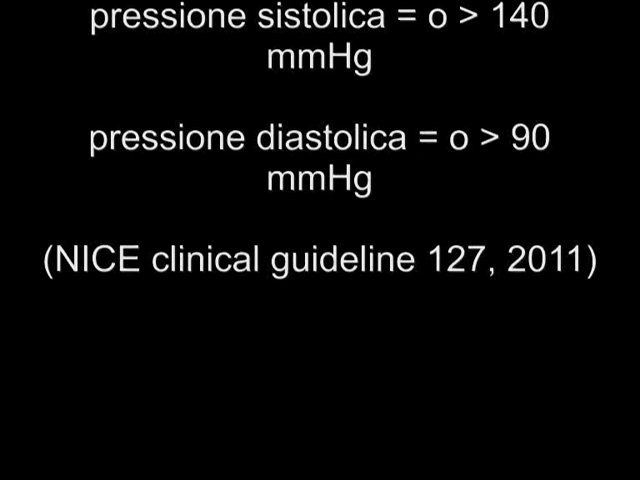 pressione sistolica = o > 140
mmHg
pressione diastolica = o > 90
mmHg
(NICE clinical guideline 127, 2011)